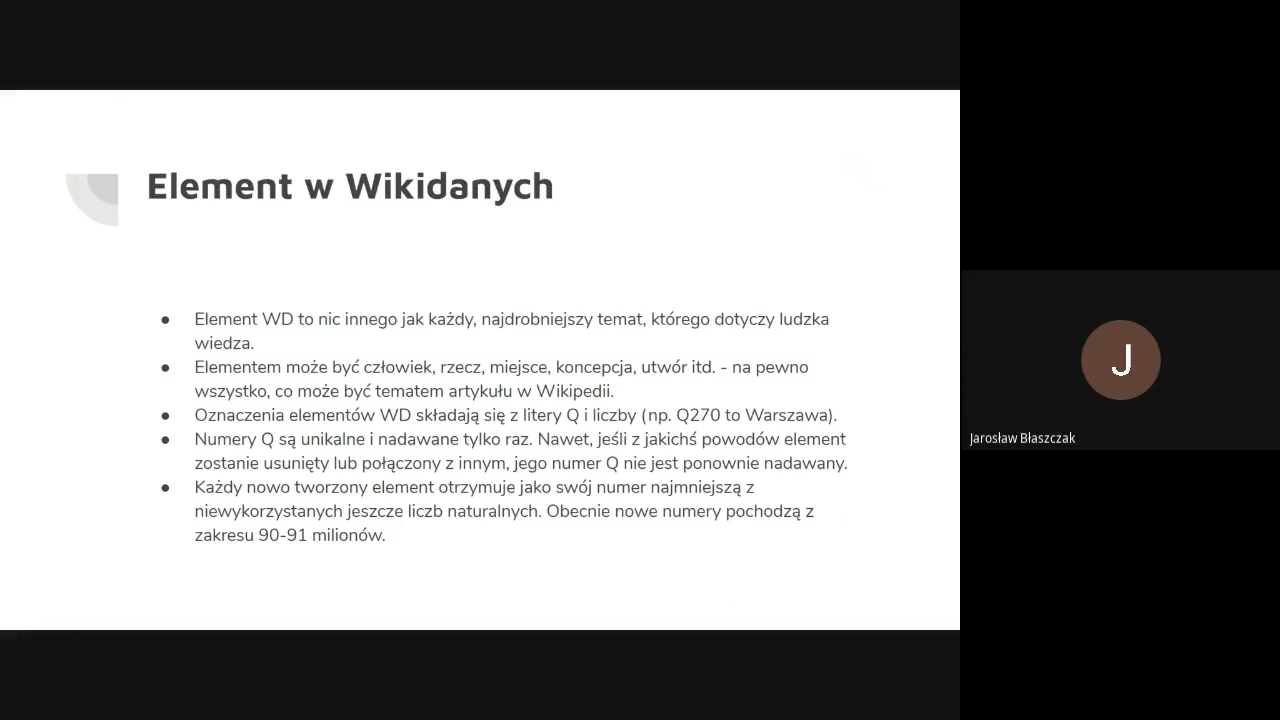 Element w Wikidanych
● Element WD to nic innego jak każdy, najdrobniejszy temat, którego dotyczy ludzka
wiedza.
● Elementem może być człowiek, rzecz, miejsce, koncepcja, utwór itd. - na pewno
wszystko, co może być tematem artykułu w Wikipedii.
● Oznaczenia elementów WD składają się z litery Q i liczby (np. Q270 to Warszawa).
● Numery Q są unikalne i nadawane tylko raz. Nawet, jeśli z jakichś powodów element
zostanie usunięty lub połączony z innym, jego numer Q nie jest ponownie nadawany.
● Każdy nowo tworzony element otrzymuje jako swój numer najmniejszą z
niewykorzystanych jeszcze liczb naturalnych. Obecnie nowe numery pochodzą z
zakresu 90-91 milionów.
J
Jarosław Błaszczak